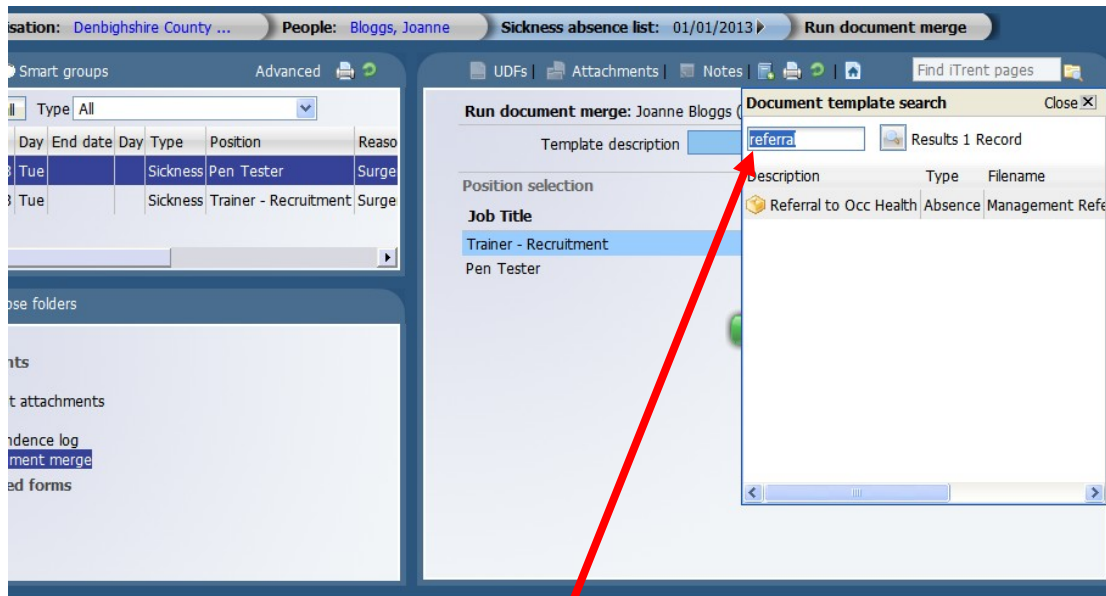 isation: Denbighshire County ... People: Bloggs, Joanne Sickness absence list: 01/01/2013 Run document merge
Smart groups Advanced
UDFs | Attachments | Notes | Find iTrent pages
Type All
Day End date Day Type Position Reaso
3 Tue Sickness Pen Tester Surge
3 Tue Sickness Trainer - Recruitment Surge
ose folders
nts
t attachments
ndence log
ment merge
ed forms
Run document merge: Joanne Bloggs (
Template description
Position selection
Job Title
Trainer - Recruitment
Pen Tester
Document template search Close
referral Results 1 Record
Description Type Filename
Referral to Occ Health Absence Management Refe